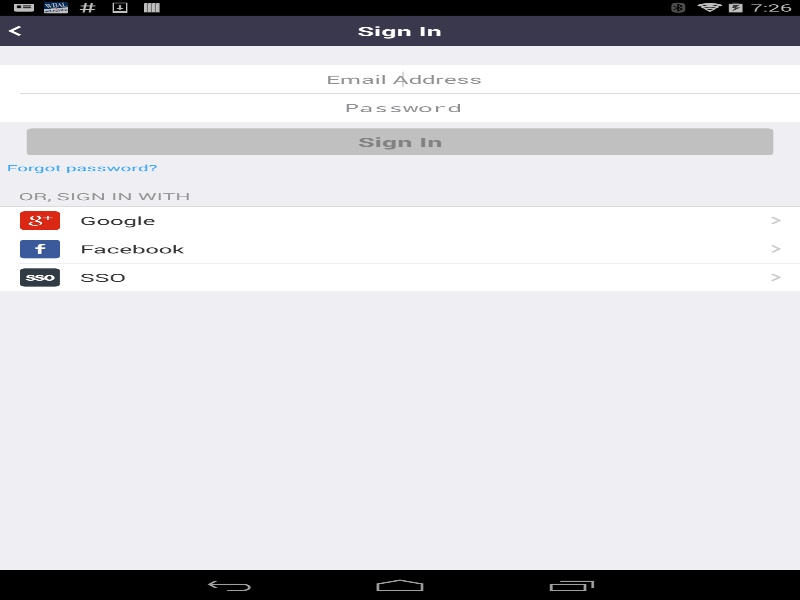 WBAL
7:26
Sign In
Email Address
Password
Sign In
Forgot password?
OR, SIGN IN WITH
g+ Google
f Facebook
sso SSO